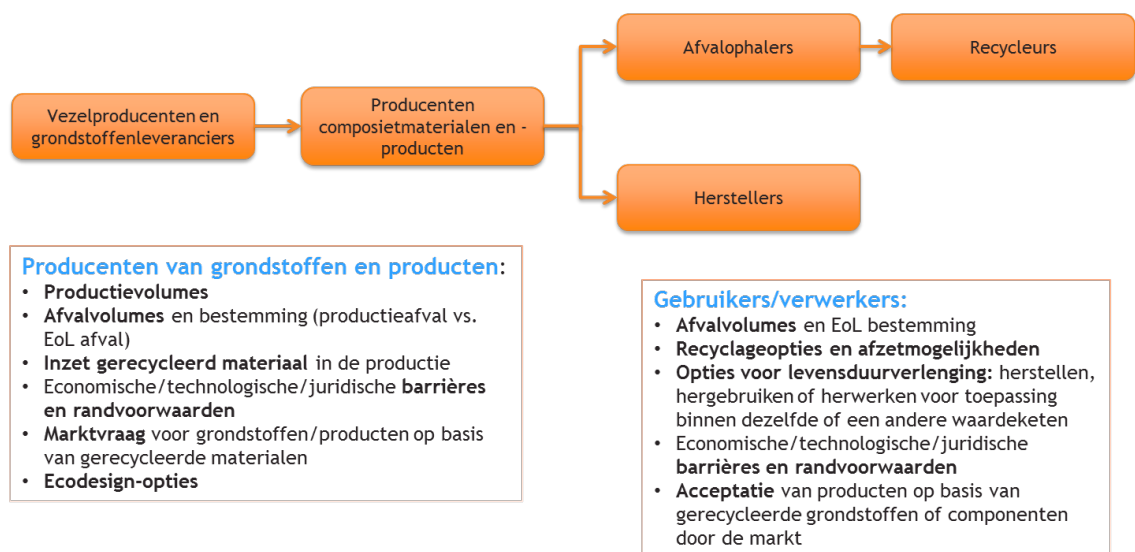 Afvalophalers
Recycleurs
Vezelproducenten en
grondstoffenleveranciers
Producenten
composietmaterialen en -
producten
Herstellers
Producenten van grondstoffen en producten:
• Productievolumes
• Afvalvolumes en bestemming (productieafval vs.
EoL afval)
• Inzet gerecycleerd materiaal in de productie
• Economische/technologische/juridische barrières
en randvoorwaarden
• Marktvraag voor grondstoffen/producten op basis
van gerecycleerde materialen
• Ecodesign-opties
Gebruikers/verwerkers:
• Afvalvolumes en EoL bestemming
• Recyclageopties en afzetmogelijkheden
• Opties voor levensduurverlenging: herstellen,
hergebruiken of herwerken voor toepassing
binnen dezelfde of een andere waardeketen
• Economische/technologische/juridische
barrières en randvoorwaarden
• Acceptatie van producten op basis van
gerecycleerde grondstoffen of componenten
door de markt